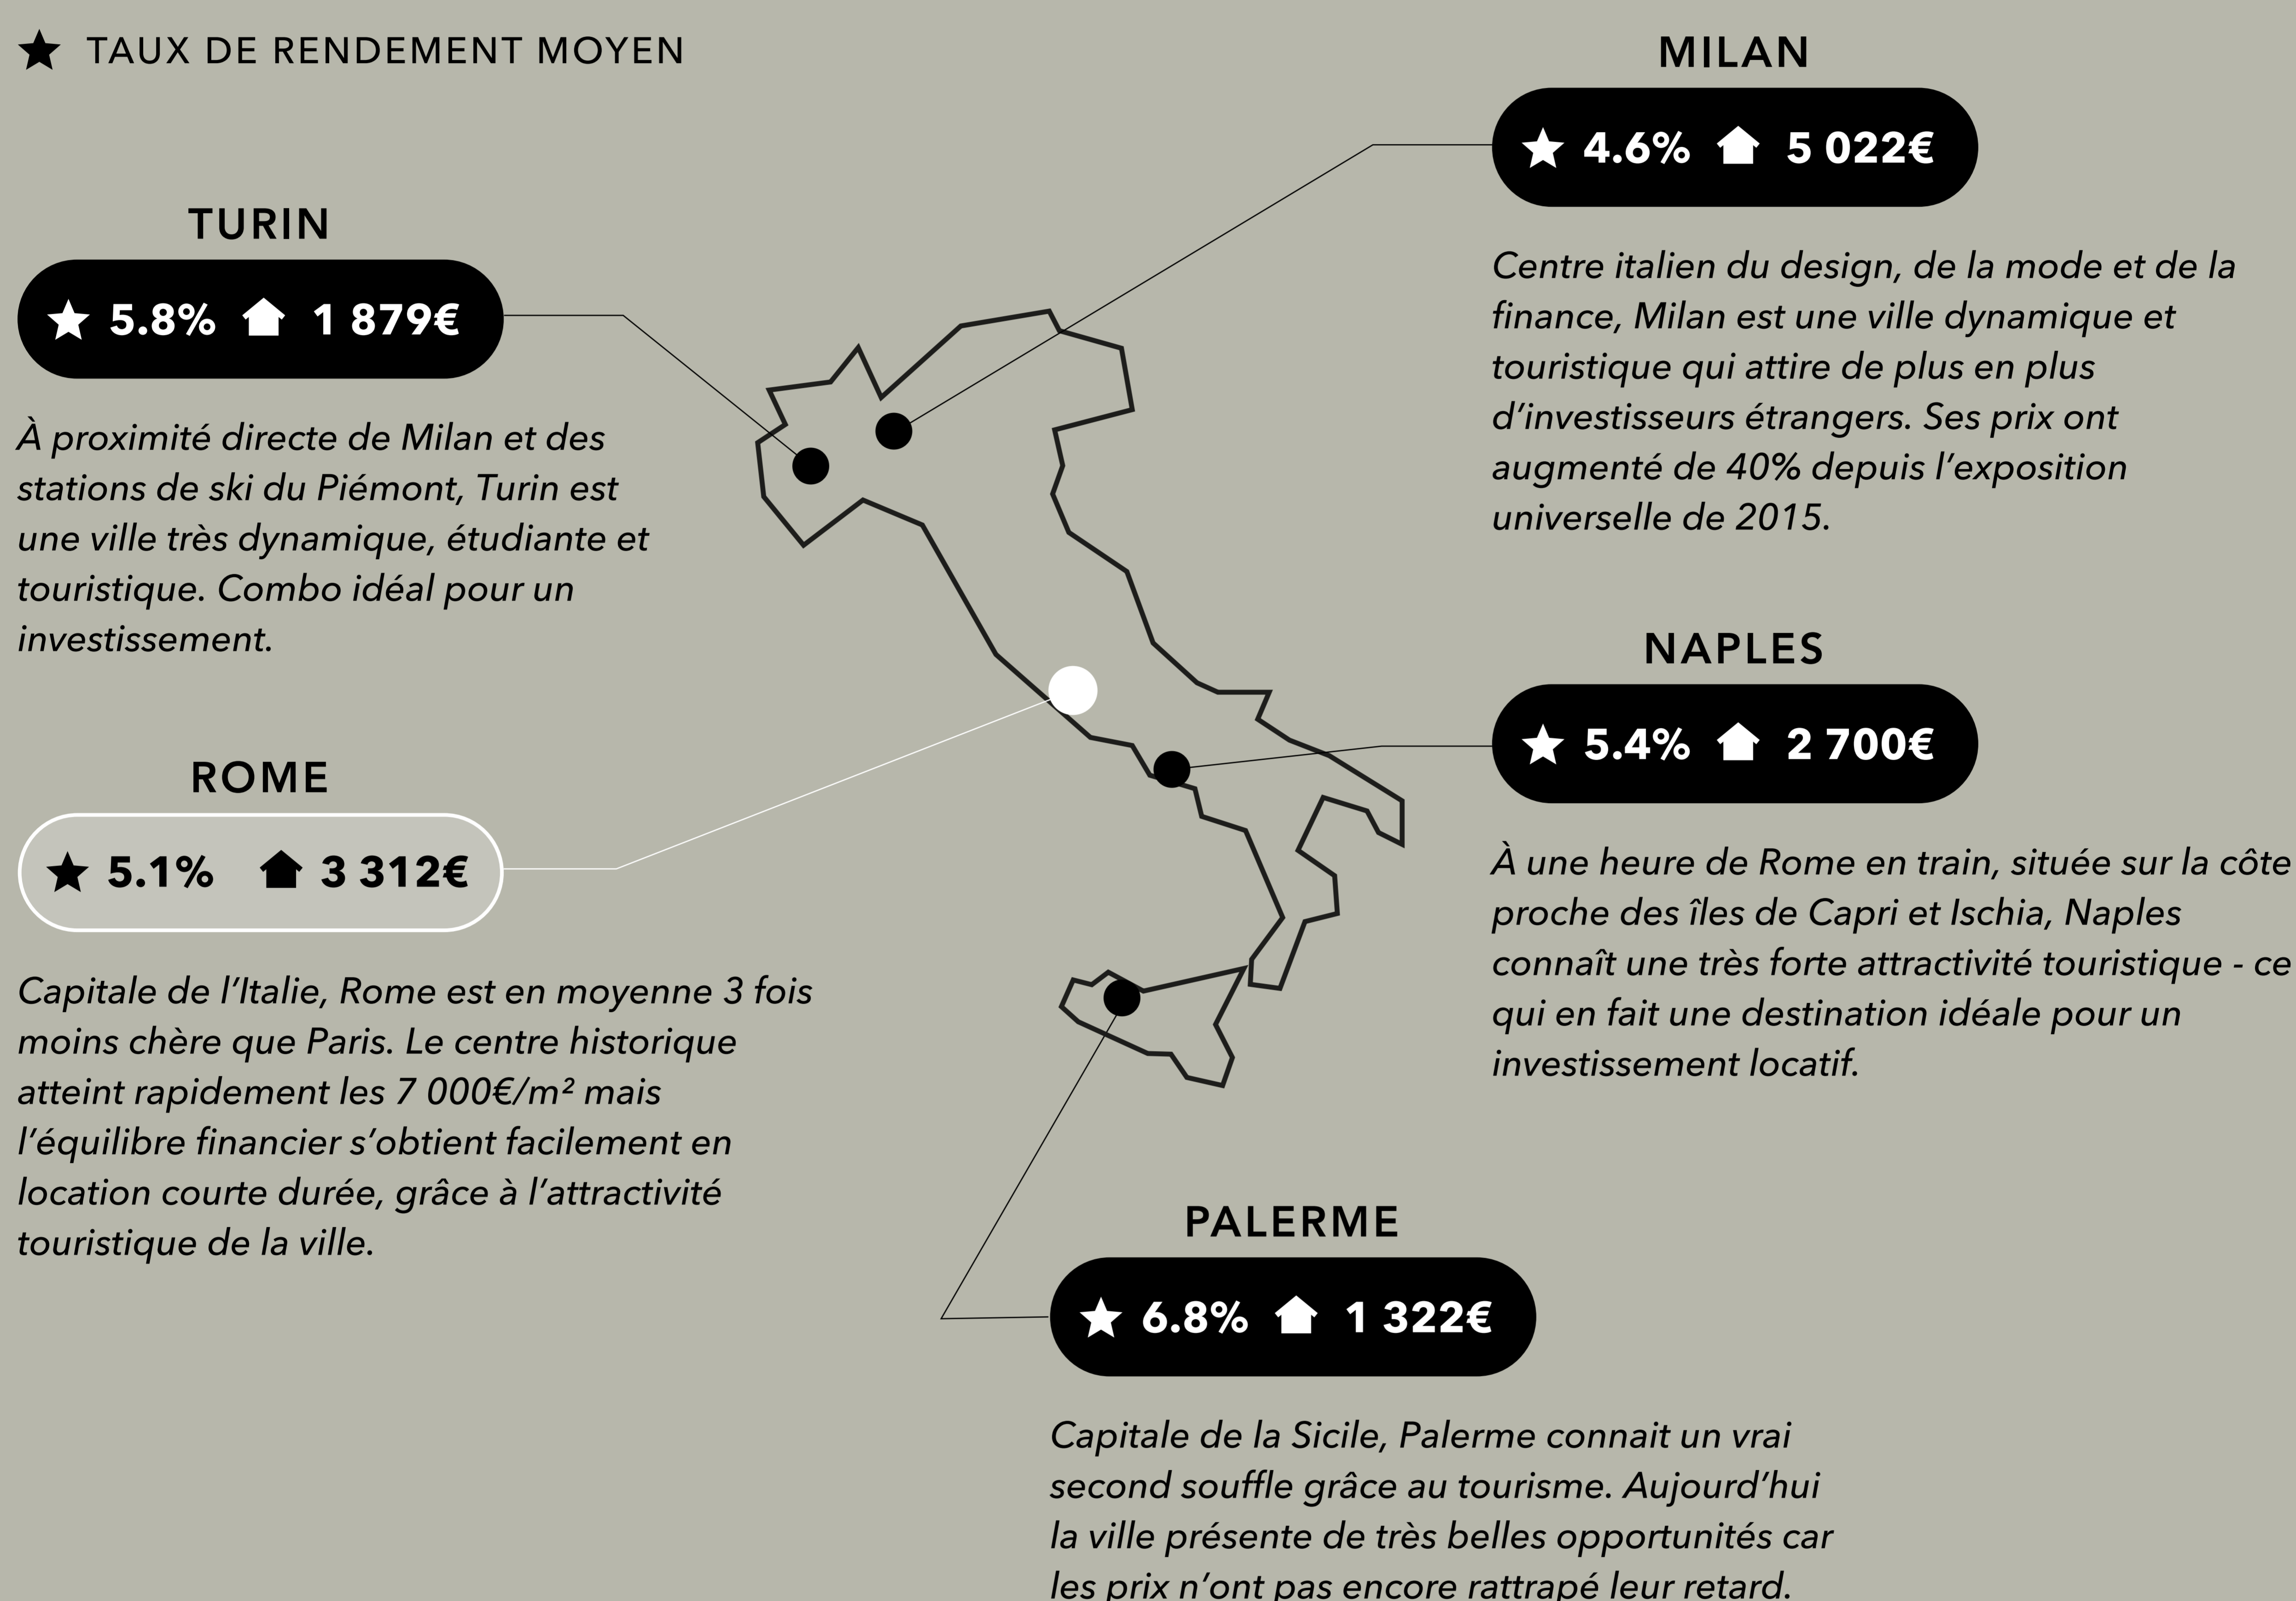 TAUX DE RENDEMENT MOYEN
TURIN
5.8% 1 879€
À proximité directe de Milan et des
stations de ski du Piémont, Turin est
une ville très dynamique, étudiante et
touristique. Combo idéal pour un
investissement.
ROME
5.1% 3 312€
Capitale de l’Italie, Rome est en moyenne 3 fois
moins chère que Paris. Le centre historique
atteint rapidement les 7 000€/m² mais
l’équilibre financier s’obtient facilement en
location courte durée, grâce à l’attractivité
touristique de la ville.
MILAN
4.6% 5 022€
Centre italien du design, de la mode et de la
finance, Milan est une ville dynamique et
touristique qui attire de plus en plus
d’investisseurs étrangers. Ses prix ont
augmenté de 40% depuis l’exposition
universelle de 2015.
NAPLES
5.4% 2 700€
À une heure de Rome en train, située sur la côte
proche des îles de Capri et Ischia, Naples
connaît une très forte attractivité touristique - ce
qui en fait une destination idéale pour un
investissement locatif.
PALERME
6.8% 1 322€
Capitale de la Sicile, Palerme connait un vrai
second souffle grâce au tourisme. Aujourd’hui
la ville présente de très belles opportunités car
les prix n’ont pas encore rattrapé leur retard.